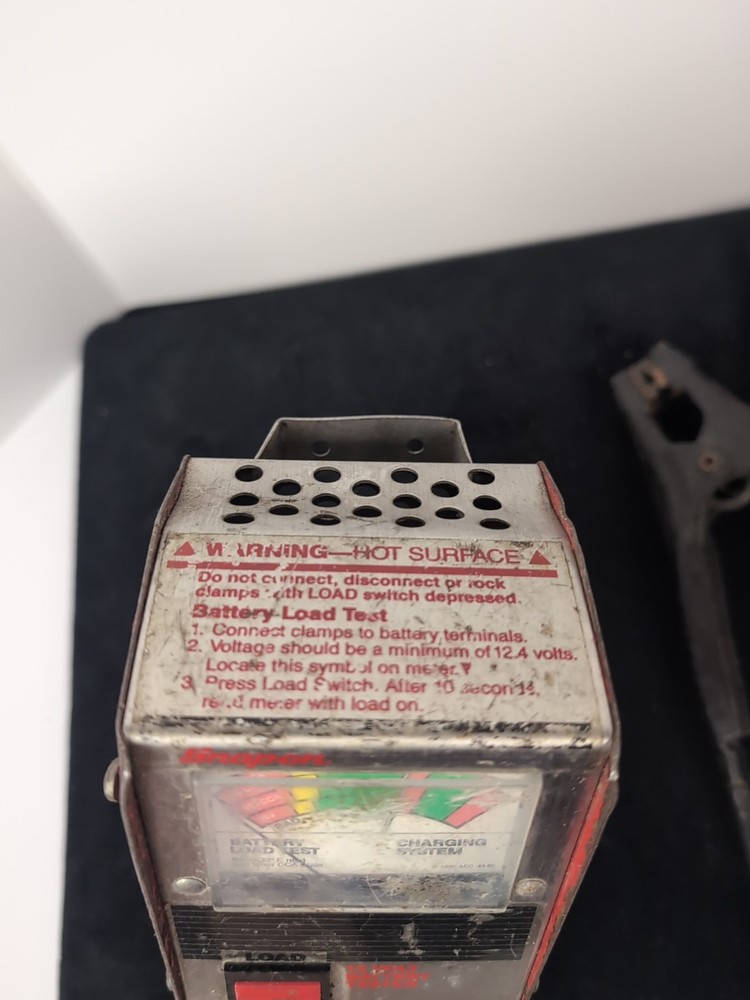 WARNING—HOT SURFACE
Do not connect, disconnect or rock
clamps with LOAD switch depressed.
Battery Load Test
1. Connect clamps to battery terminals.
2. Voltage should be a minimum of 12.4 volts.
Locate this symbol on meter.▼
3. Press Load Switch. After 10 seconds,
read meter with load on.
Snap-on
BATTERY
LOAD TEST
CHARGING
SYSTEM
LOAD